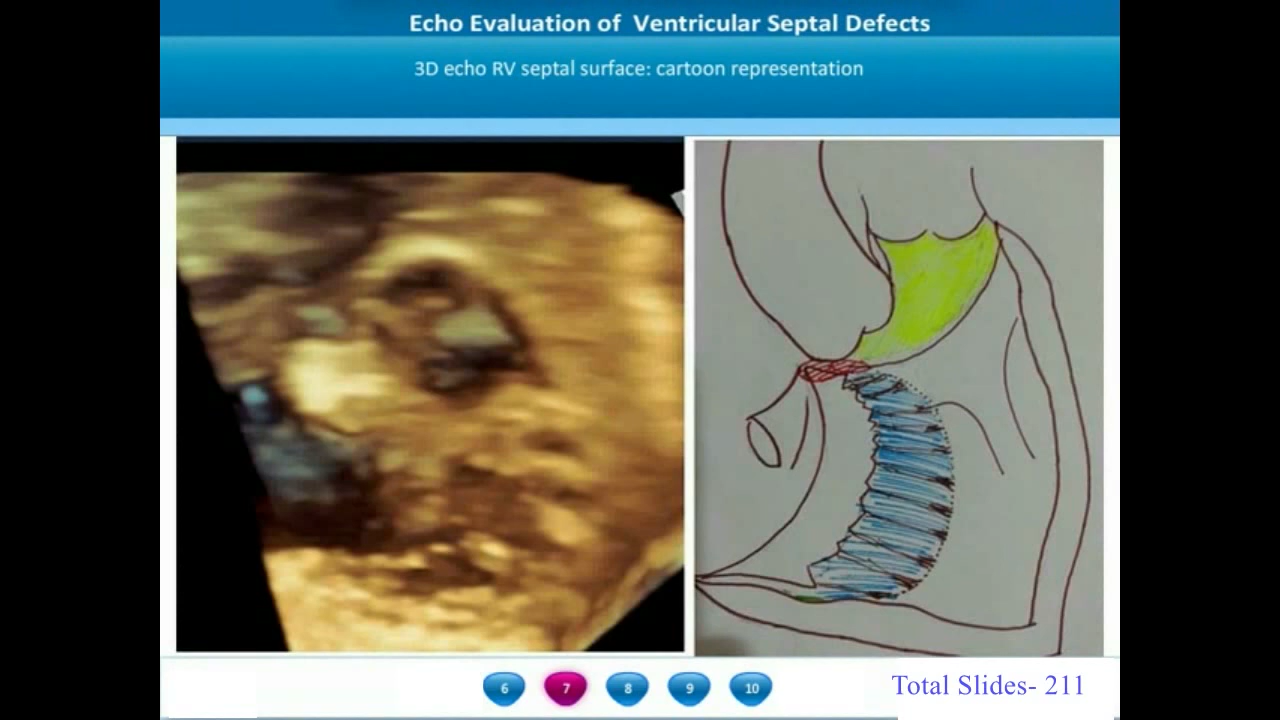 Echo Evaluation of Ventricular Septal Defects
3D echo RV septal surface: cartoon representation
6 7 8 9 10
Total Slides- 211